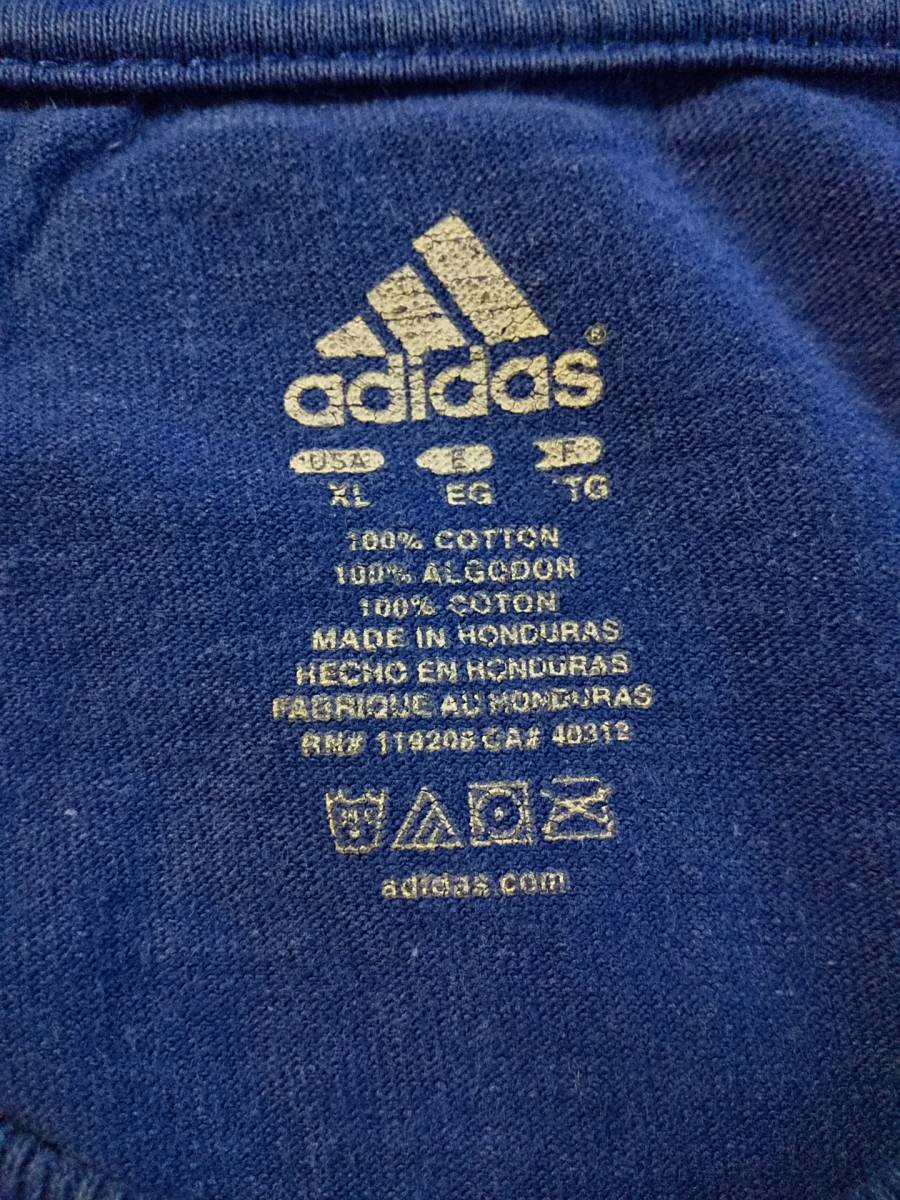 adidas®
USA E F
XL EG TG
100% COTTON
100% ALGODON
100% COTON
MADE IN HONDURAS
HECHO EN HONDURAS
FABRIQUE AU HONDURAS
RN# 119298 CA# 40312
adidas.com